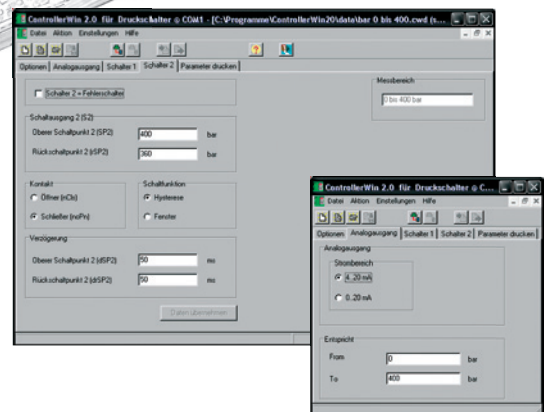 ControllerWin 2.0 für Druckschalter @ COM1 - [C:\Programme\ControllerWin20\data\bar 0 bis 400.cwd (s...
Datei Aktion Einstellungen Hilfe
Optionen Analogausgang Schalter 1 Schalter 2 Parameter drucken
Schalter 2 = Fehlerschalter
Messbereich
0 bis 400 bar
Schaltausgang 2 (S2)
Oberer Schaltpunkt 2 (SP2) 400 bar
Rückschaltpunkt 2 (rSP2) 360 bar
Kontakt
Schaltfunktion
Öffner (nCls)
Hysterese
Schließer (noPn)
Fenster
Verzögerung
Oberer Schaltpunkt 2 (dSP2) 50 ms
Rückschaltpunkt 2 (drSP2) 50 ms
Daten übernehmen
ControllerWin 2.0 für Druckschalter @ C...
Datei Aktion Einstellungen Hilfe
Optionen Analogausgang Schalter 1 Schalter 2 Parameter drucken
Analogausgang
Strombereich
4..20 mA
0..20 mA
Entspricht
From 0 bar
To 400 bar